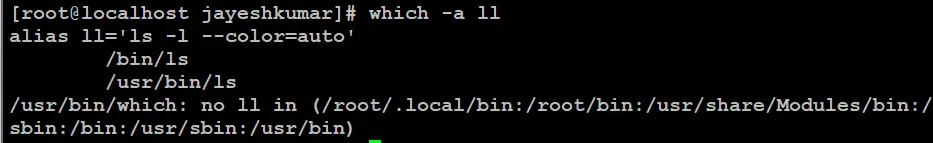 [root@localhost jayeshkumar]# which -a ll
alias ll='ls -l --color=auto'
        /bin/ls
        /usr/bin/ls
/usr/bin/which: no ll in (/root/.local/bin:/root/bin:/usr/share/Modules/bin:/
sbin:/bin:/usr/sbin:/usr/bin)